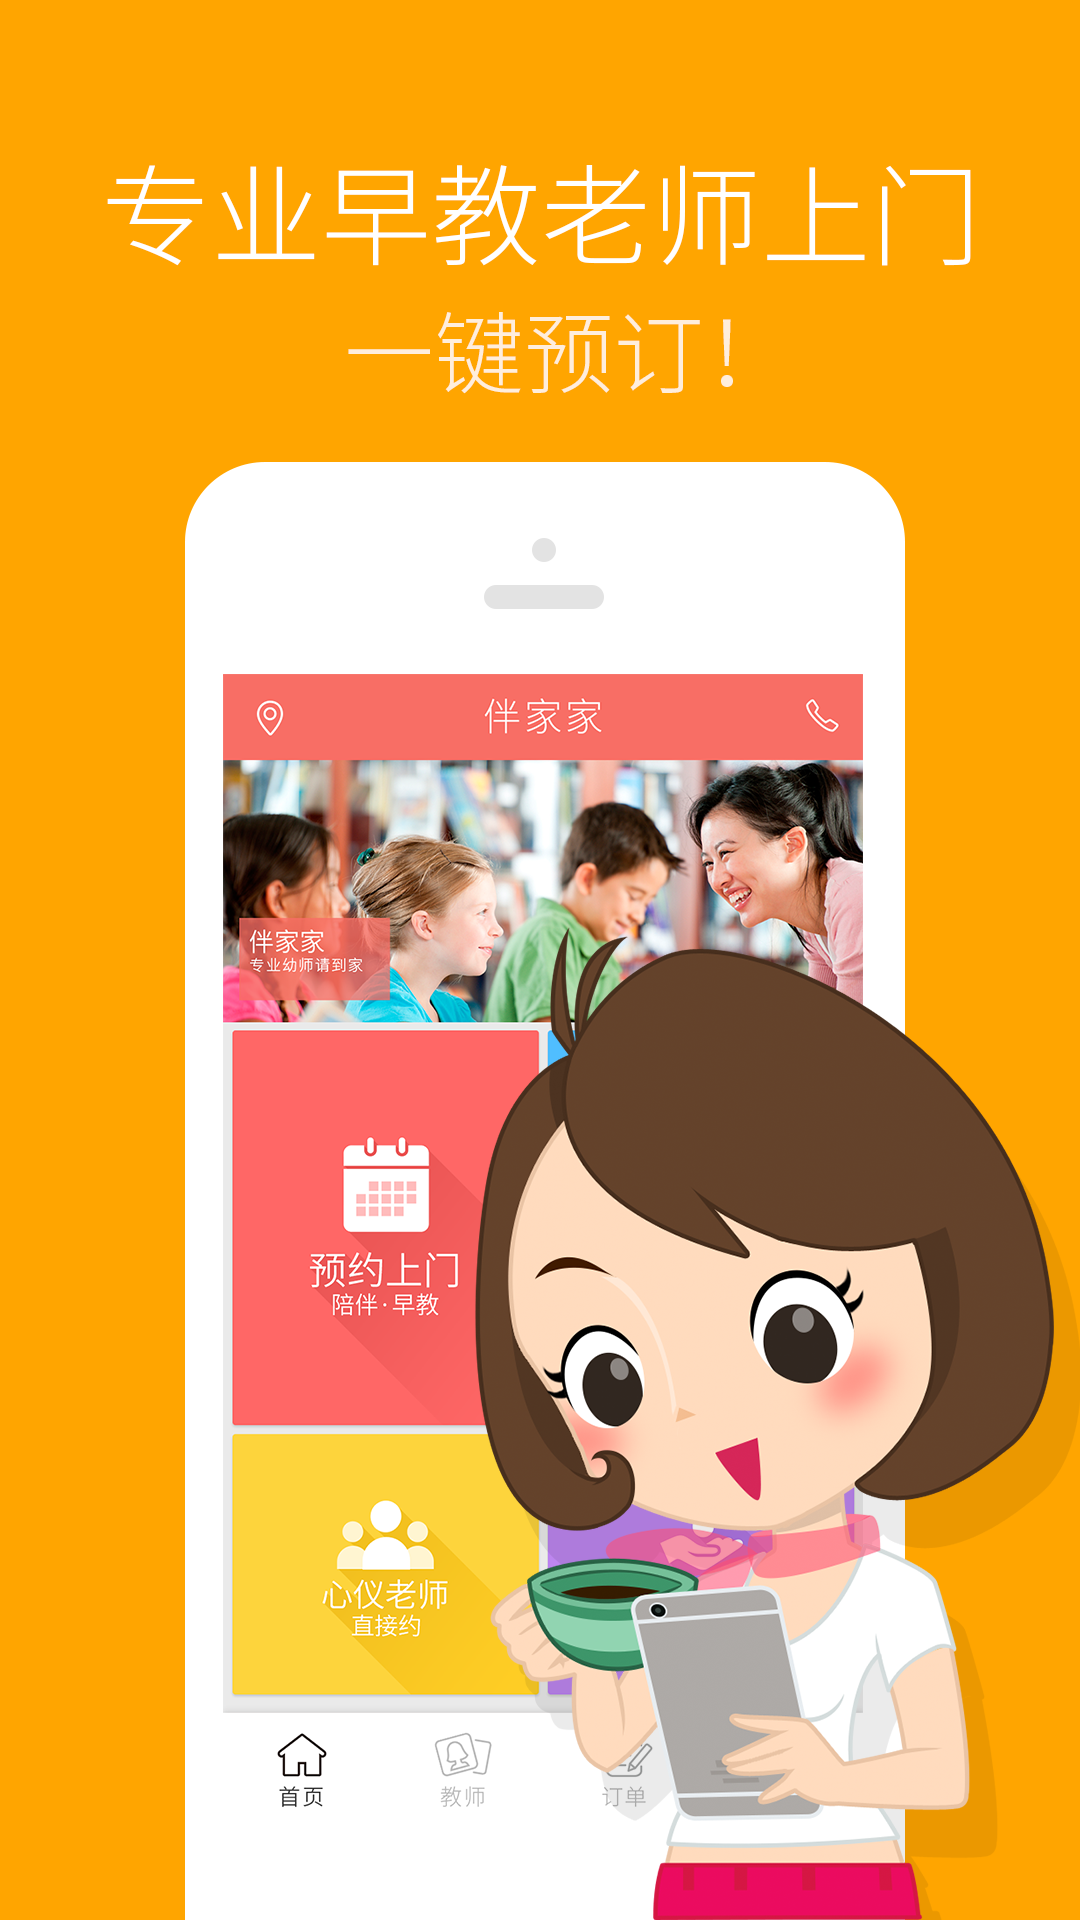 专业早教老师上门
一键预订！
伴家家
伴家家
专业幼师请到家
预约上门
陪伴·早教
心仪老师
直接约
首页
教师
订单